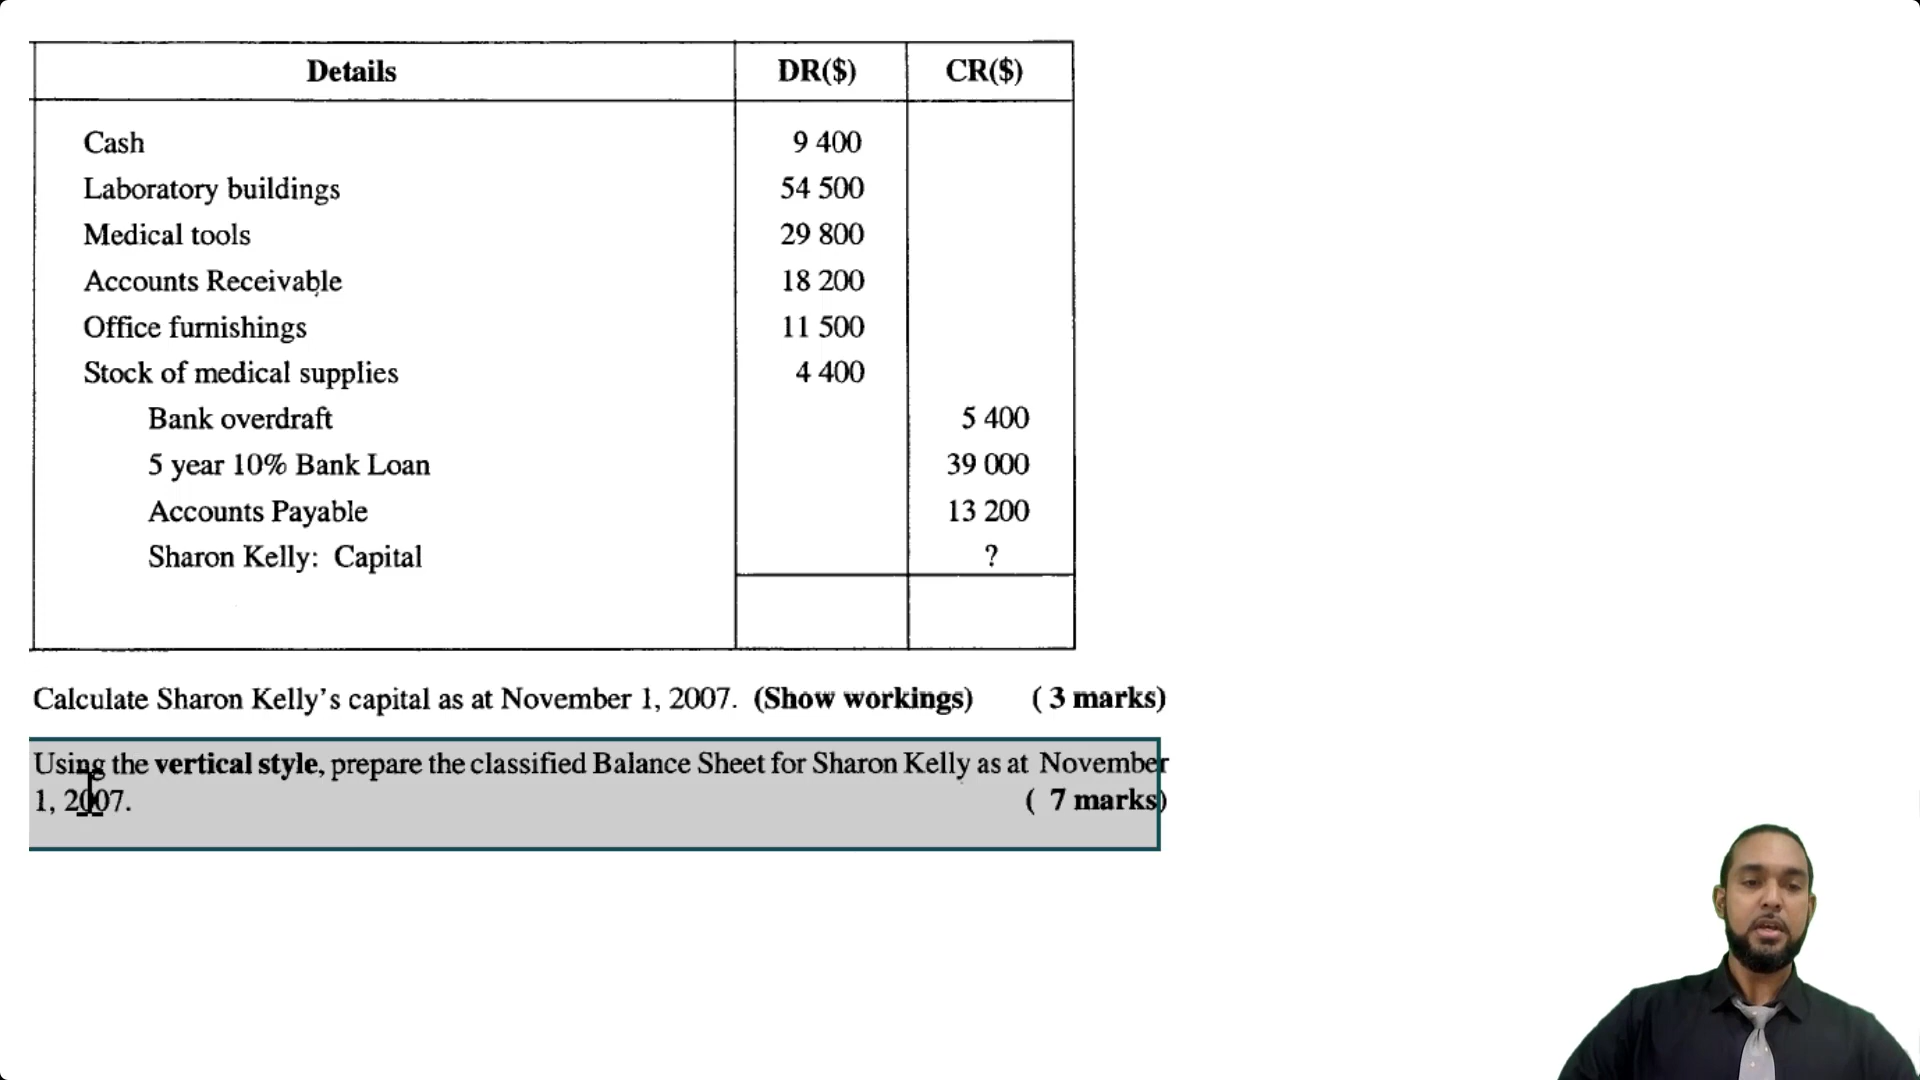 Details DR($) CR($)
Cash 9 400
Laboratory buildings 54 500
Medical tools 29 800
Accounts Receivable 18 200
Office furnishings 11 500
Stock of medical supplies 4 400
Bank overdraft 5 400
5 year 10% Bank Loan 39 000
Accounts Payable 13 200
Sharon Kelly: Capital ?
Calculate Sharon Kelly's capital as at November 1, 2007. (Show workings) ( 3 marks)
Using the vertical style, prepare the classified Balance Sheet for Sharon Kelly as at November
1, 2007. ( 7 marks)